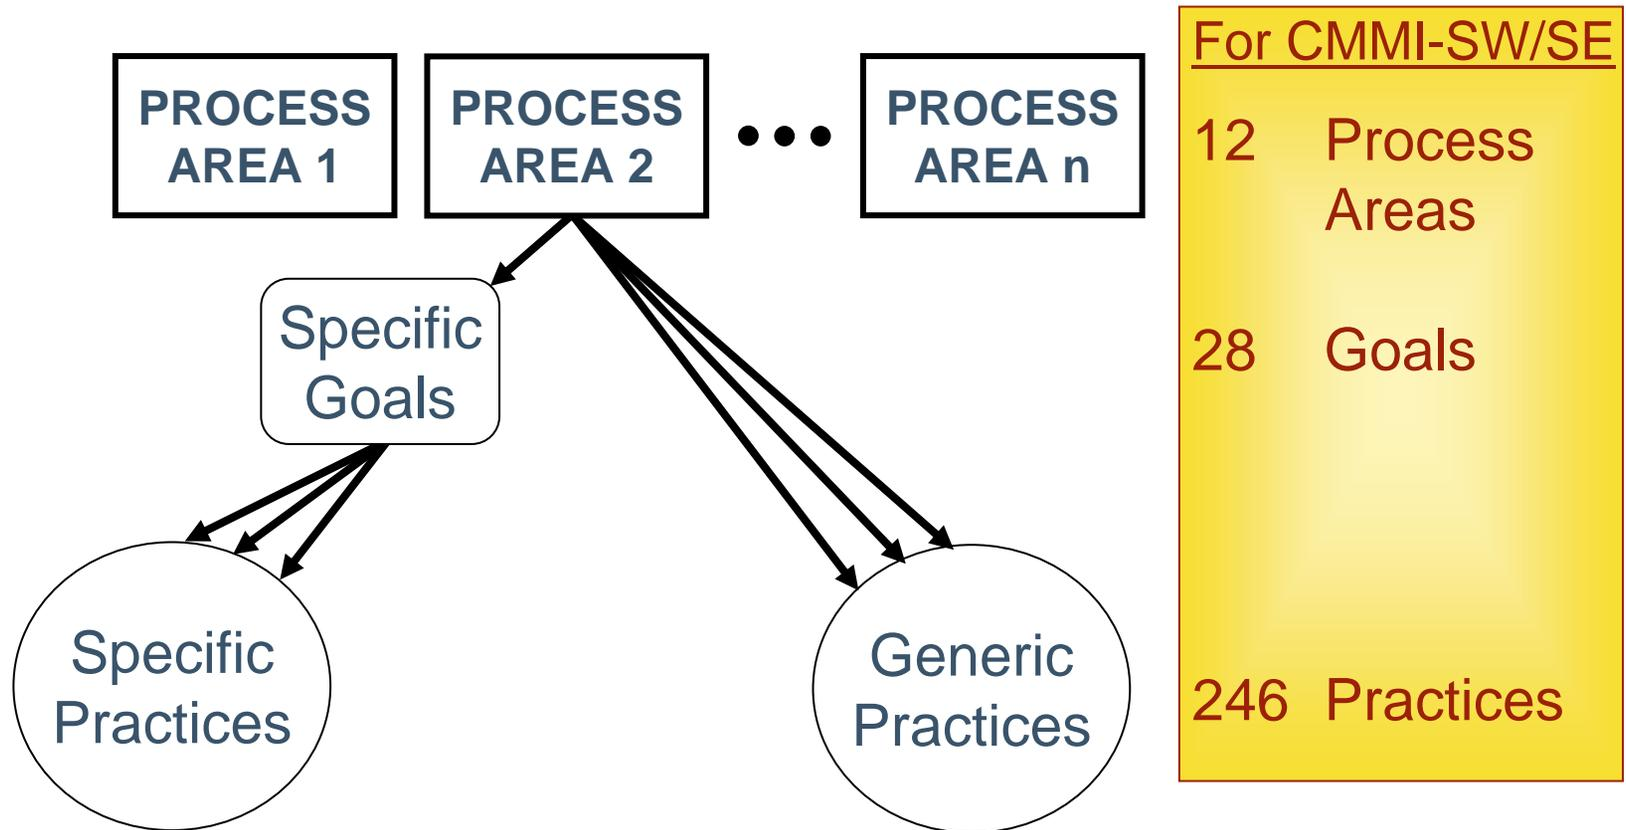 PROCESS
AREA 1
PROCESS
AREA 2
•••
PROCESS
AREA n
Specific
Goals
Specific
Practices
Generic
Practices
For CMMI-SW/SE
12 Process
Areas
28 Goals
246 Practices